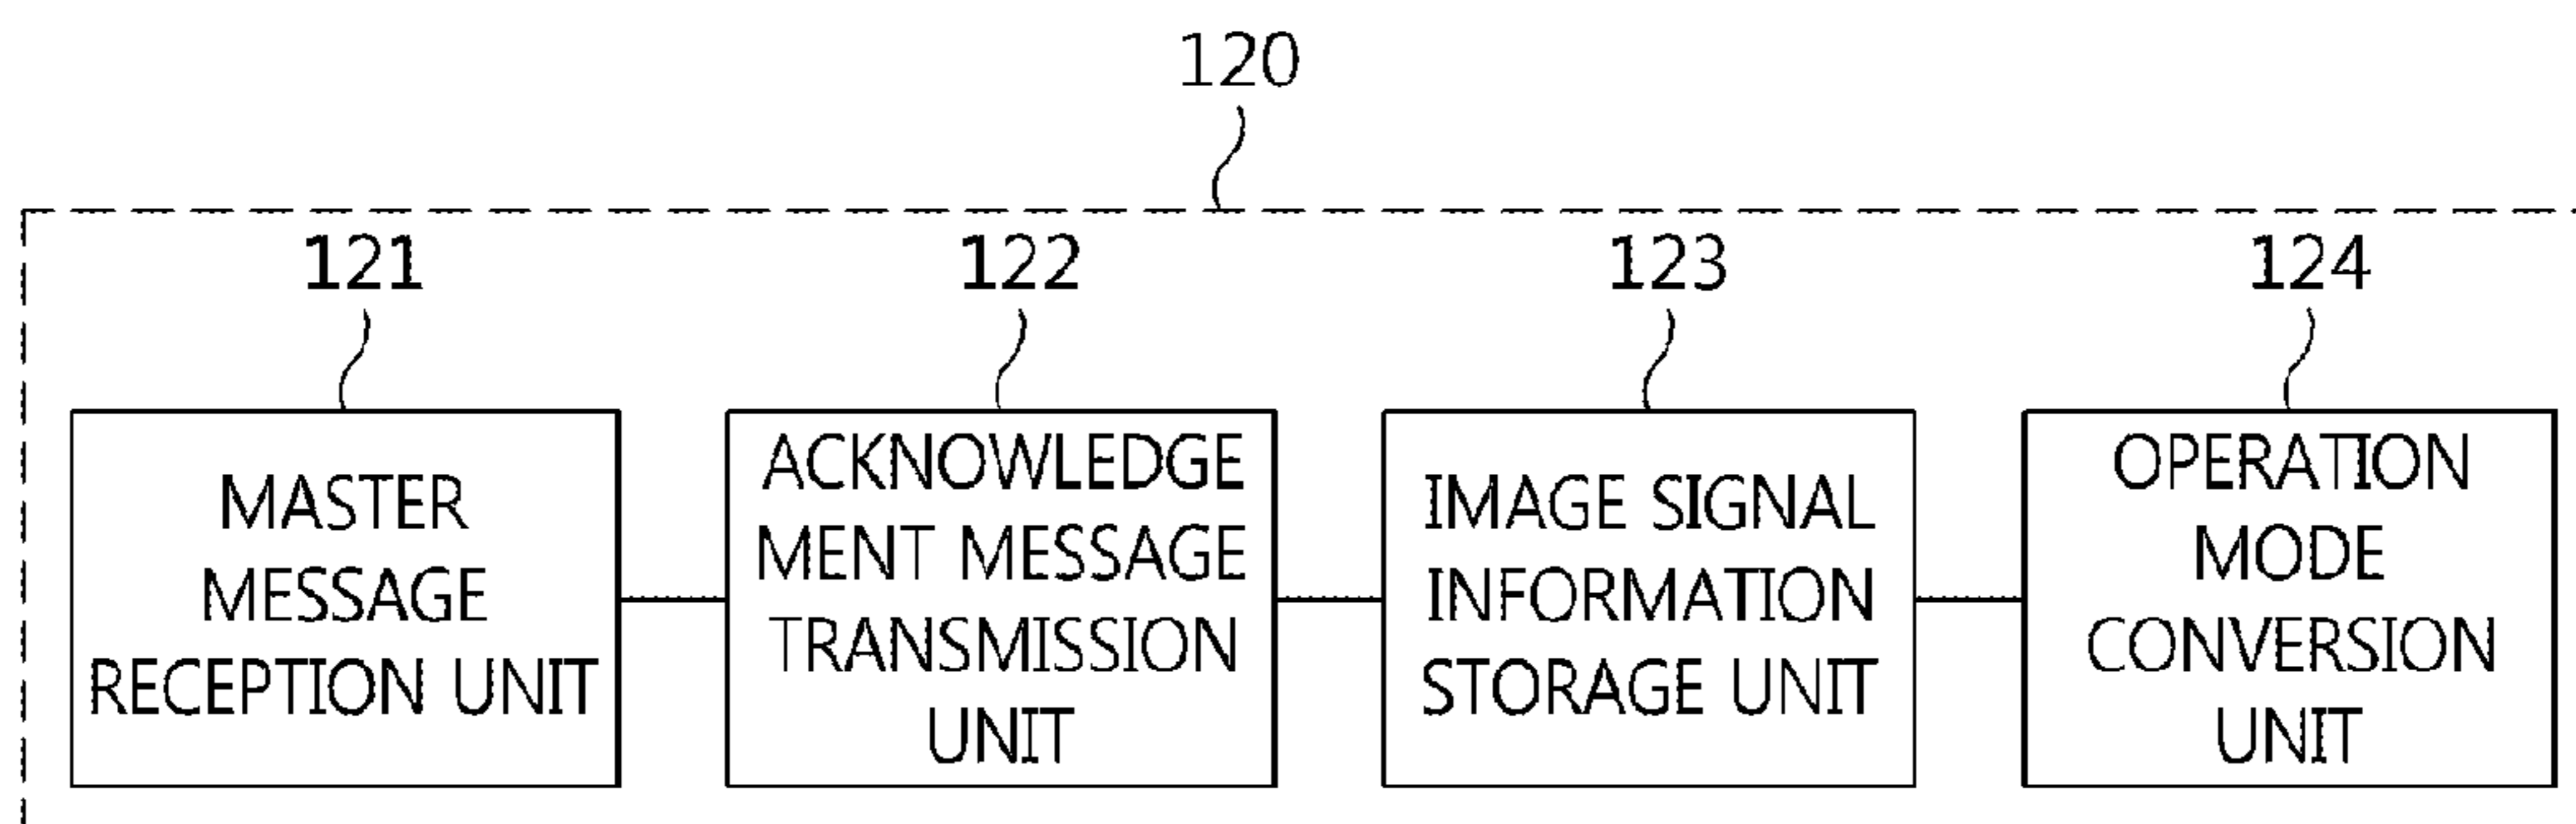 120
121
122
123
124
MASTER
MESSAGE
RECEPTION UNIT
ACKNOWLEDGE
MENT MESSAGE
TRANSMISSION
UNIT
IMAGE SIGNAL
INFORMATION
STORAGE UNIT
OPERATION
MODE
CONVERSION
UNIT